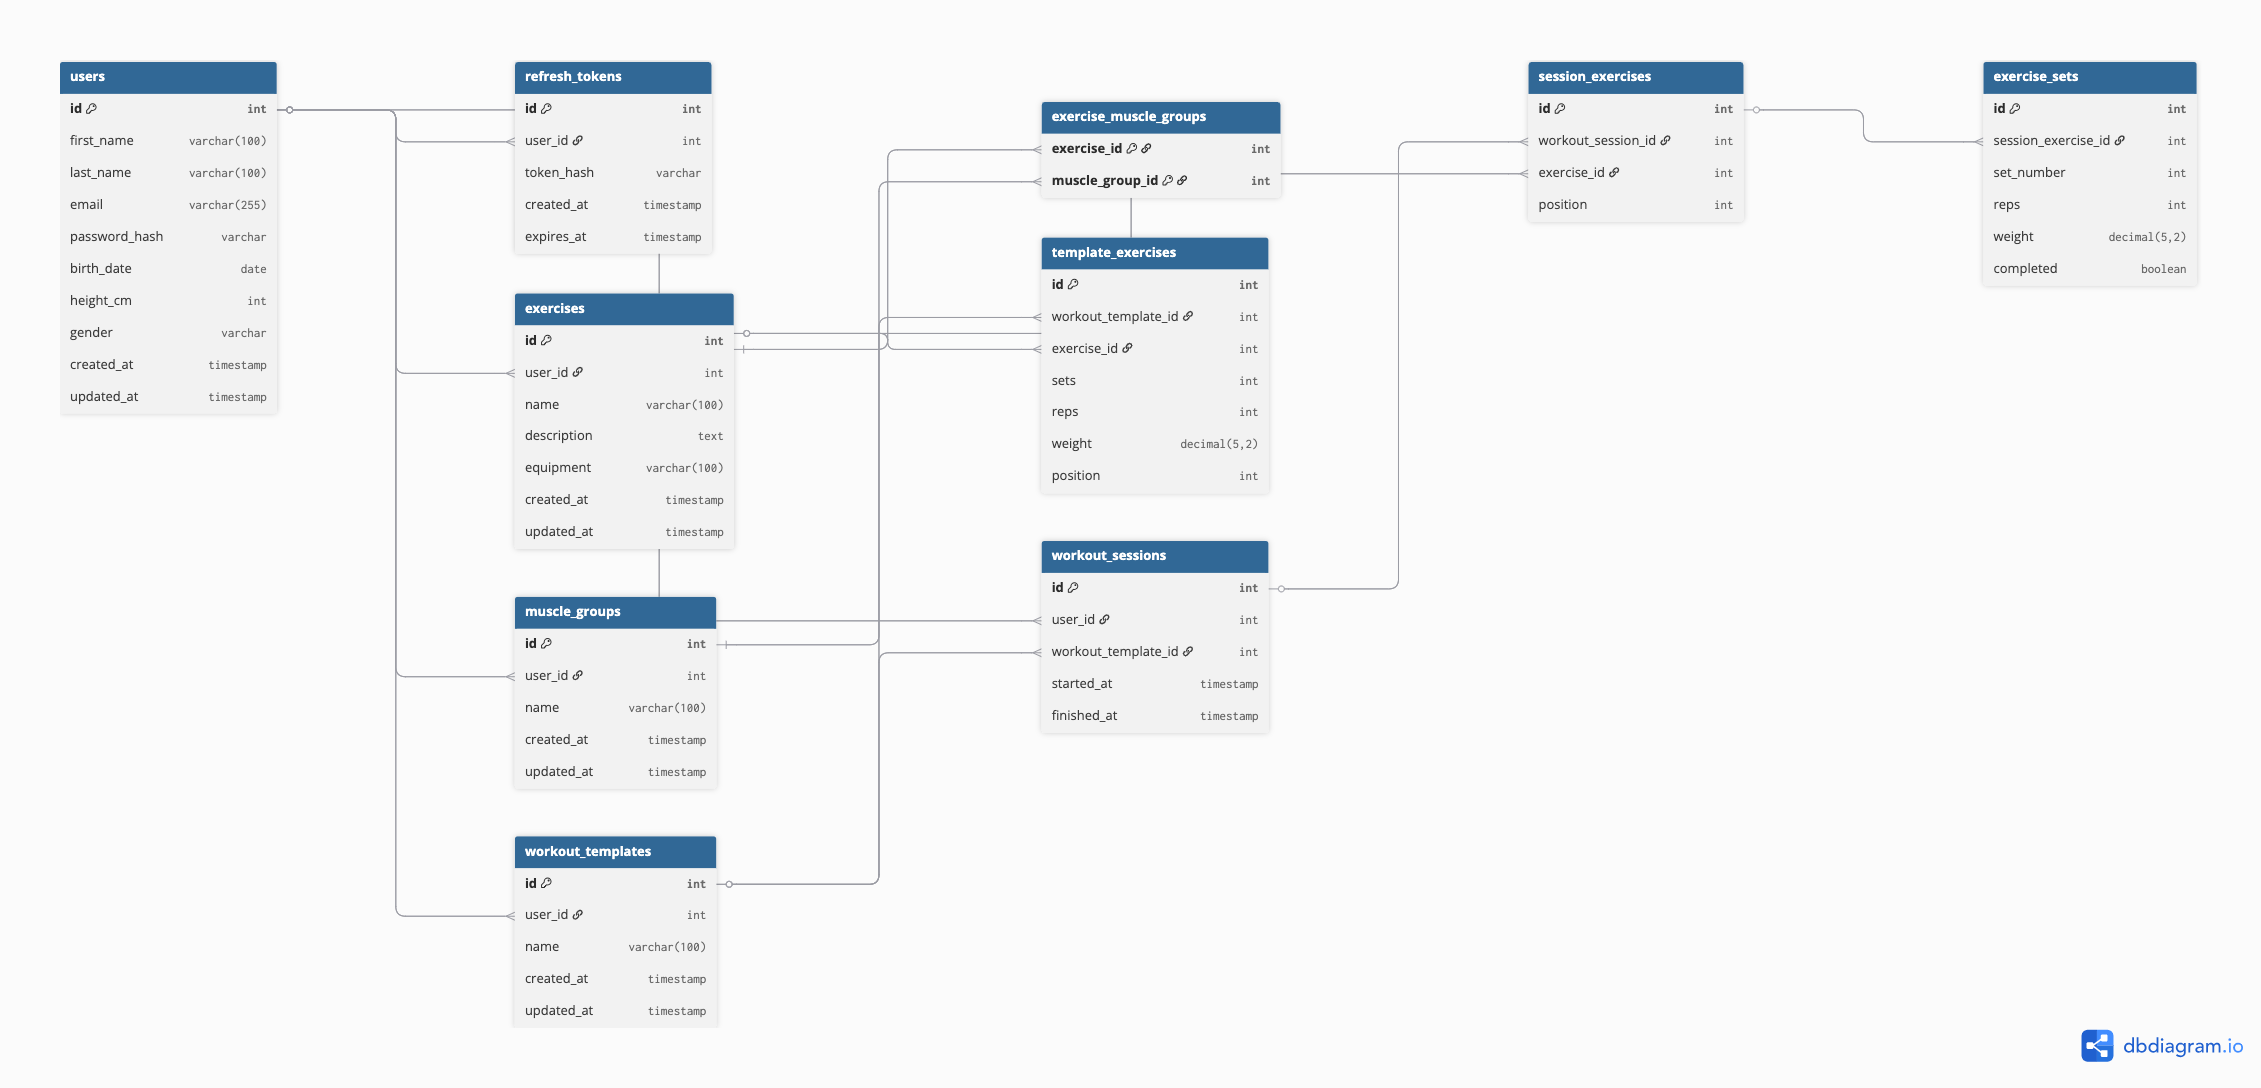 users
id int
first_name varchar(100)
last_name varchar(100)
email varchar(255)
password_hash varchar
birth_date date
height_cm int
gender varchar
created_at timestamp
updated_at timestamp
refresh_tokens
id int
user_id int
token_hash varchar
created_at timestamp
expires_at timestamp
exercises
id int
user_id int
name varchar(100)
description text
equipment varchar(100)
created_at timestamp
updated_at timestamp
muscle_groups
id int
user_id int
name varchar(100)
created_at timestamp
updated_at timestamp
workout_templates
id int
user_id int
name varchar(100)
created_at timestamp
updated_at timestamp
exercise_muscle_groups
exercise_id int
muscle_group_id int
template_exercises
id int
workout_template_id int
exercise_id int
sets int
reps int
weight decimal(5,2)
position int
workout_sessions
id int
user_id int
workout_template_id int
started_at timestamp
finished_at timestamp
session_exercises
id int
workout_session_id int
exercise_id int
position int
exercise_sets
id int
session_exercise_id int
set_number int
reps int
weight decimal(5,2)
completed boolean
dbdiagram.io